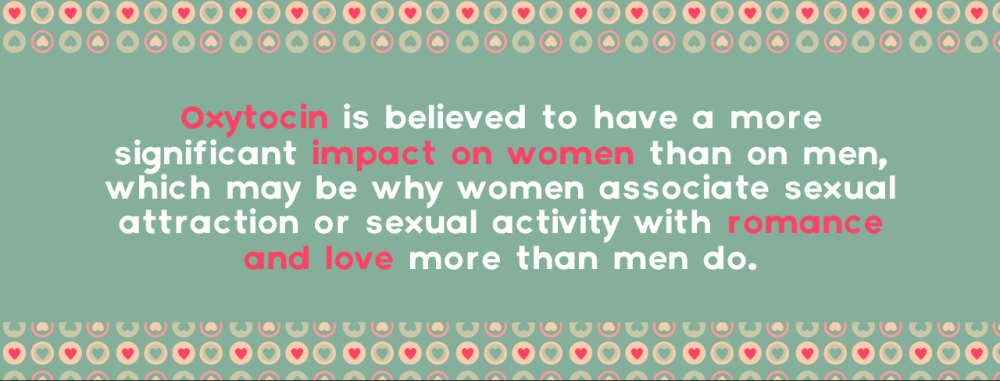 Oxytocin is believed to have a more
significant impact on women than on men,
which may be why women associate sexual
attraction or sexual activity with romance
and love more than men do.